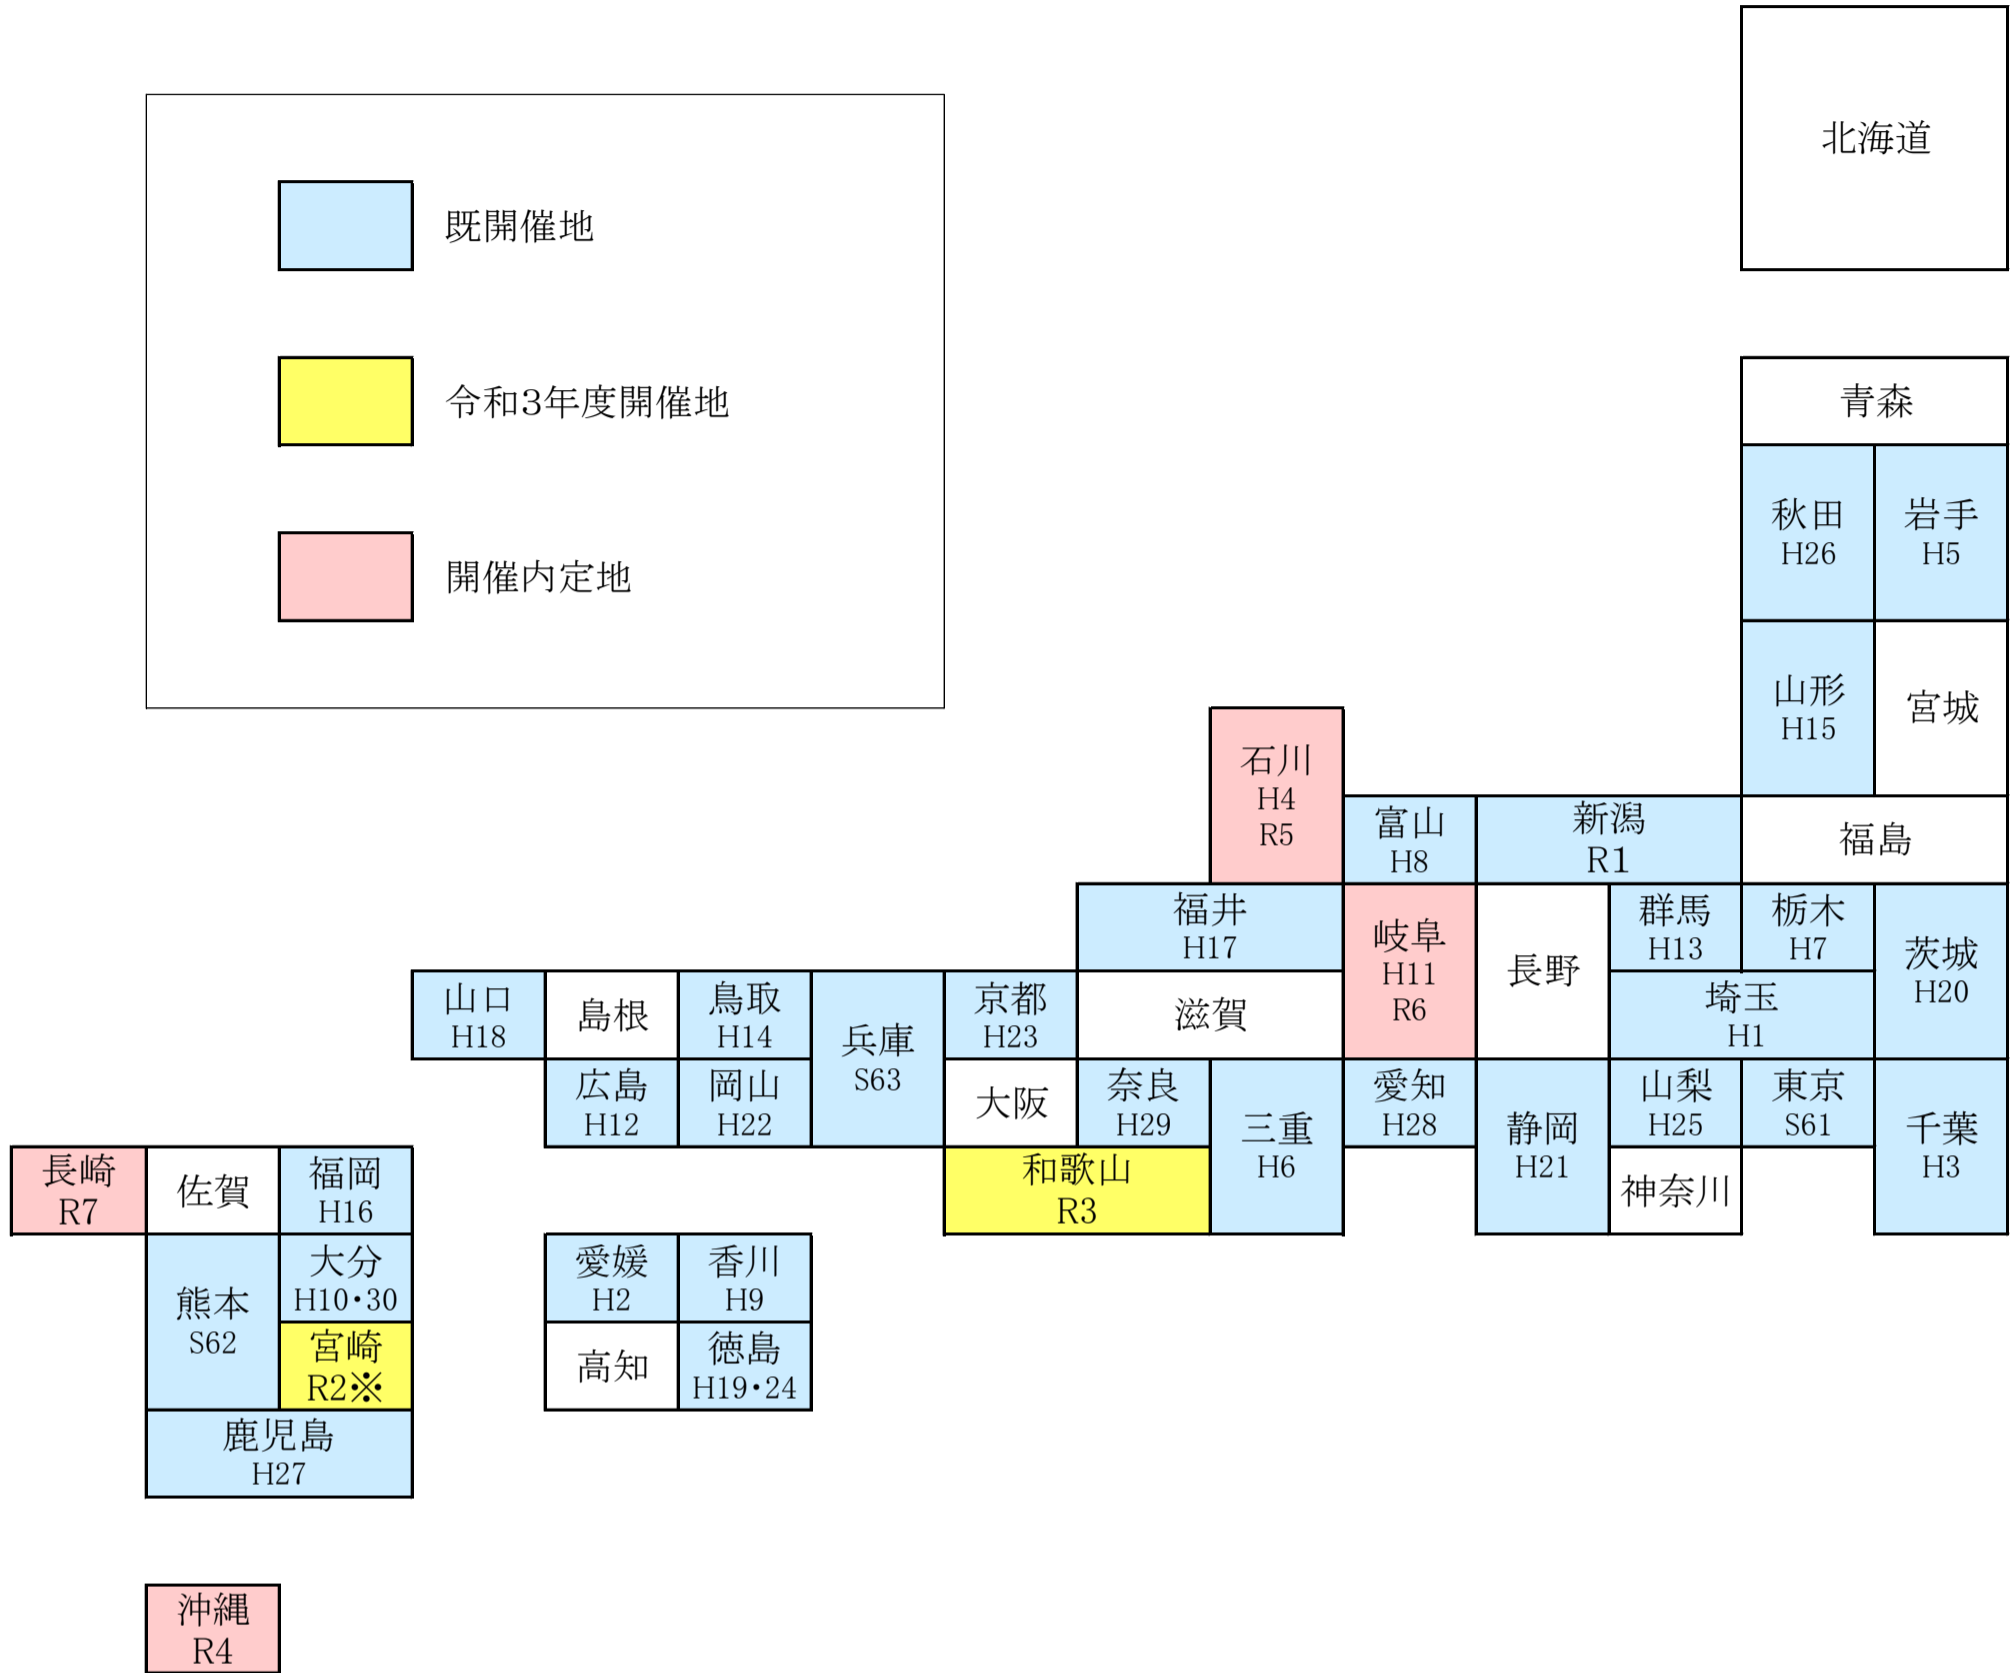 北海道
既開催地
令和3年度開催地
開催内定地
青森
秋田
H26
岩手
H5
山形
H15
宮城
石川
H4
R5
富山
H8
新潟
R1
福島
福井
H17
岐阜
H11
R6
長野
群馬
H13
栃木
H7
茨城
H20
山口
H18
島根
鳥取
H14
兵庫
S63
京都
H23
滋賀
埼玉
H1
広島
H12
岡山
H22
大阪
奈良
H29
三重
H6
愛知
H28
静岡
H21
山梨
H25
東京
S61
千葉
H3
長崎
R7
佐賀
福岡
H16
和歌山
R3
神奈川
熊本
S62
大分
H10・30
愛媛
H2
香川
H9
宮崎
R2※
高知
徳島
H19・24
鹿児島
H27
沖縄
R4